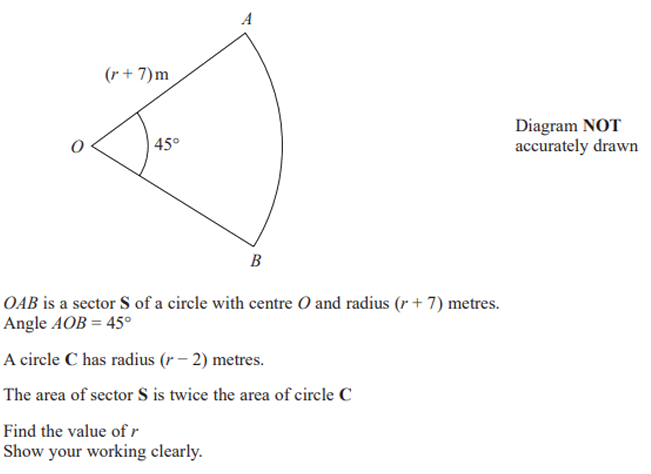 A
(r + 7) m
O
45°
B
Diagram NOT
accurately drawn
OAB is a sector S of a circle with centre O and radius (r + 7) metres.
Angle AOB = 45°
A circle C has radius (r − 2) metres.
The area of sector S is twice the area of circle C
Find the value of r
Show your working clearly.